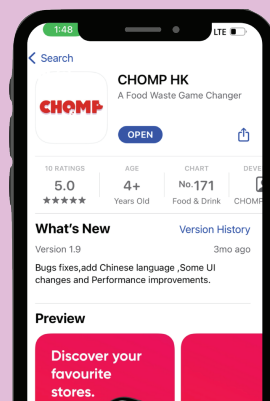 1:48
LTE
Search
CHOMP
CHOMP HK
A Food Waste Game Changer
OPEN
10 RATINGS
AGE
CHART
DEVE
5.0
4+
No.171
★★★★★
Years Old
Food & Drink
CHOMP
What's New
Version History
Version 1.9
3mo ago
Bugs fixes,add Chinese language ,Some UI
changes and Performance improvements.
Preview
Discover your
favourite
stores.